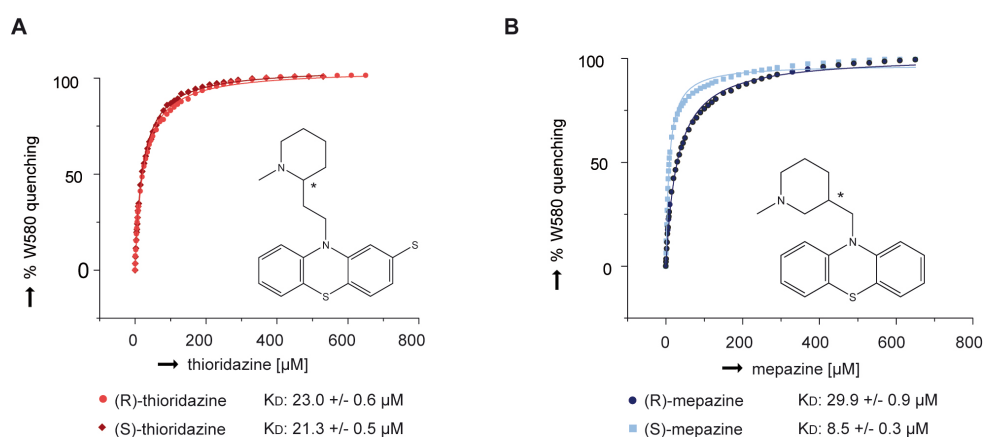 A
100
50
0
% W580 quenching
N
*
N
S
S
0
200
400
600
800
thioridazine [µM]
(R)-thioridazine KD: 23.0 +/- 0.6 µM
(S)-thioridazine KD: 21.3 +/- 0.5 µM
B
100
50
0
% W580 quenching
N
*
N
S
0
200
400
600
800
mepazine [µM]
(R)-mepazine KD: 29.9 +/- 0.9 µM
(S)-mepazine KD: 8.5 +/- 0.3 µM